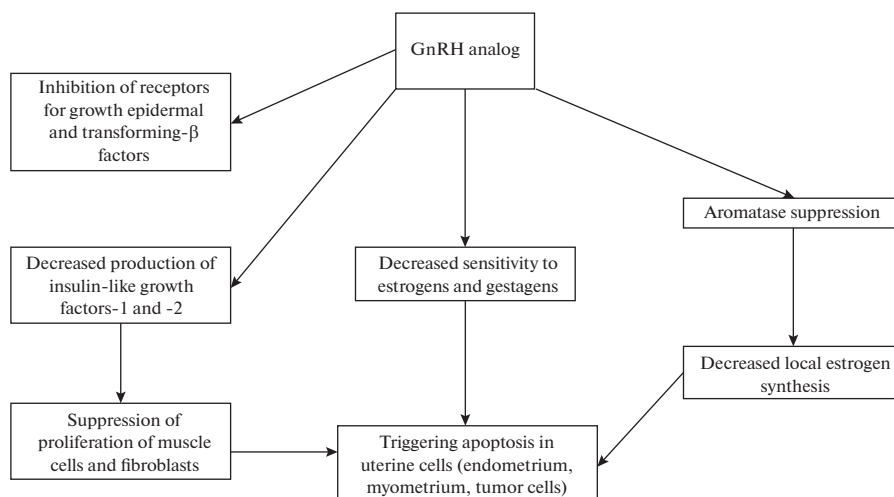 GnRH analog
Inhibition of receptors
for growth epidermal
and transforming-β
factors
Aromatase suppression
Decreased production of
insulin-like growth
factors-1 and -2
Decreased sensitivity to
estrogens and gestagens
Decreased local estrogen
synthesis
Suppression of
proliferation of muscle
cells and fibroblasts
Triggering apoptosis in
uterine cells (endometrium,
myometrium, tumor cells)